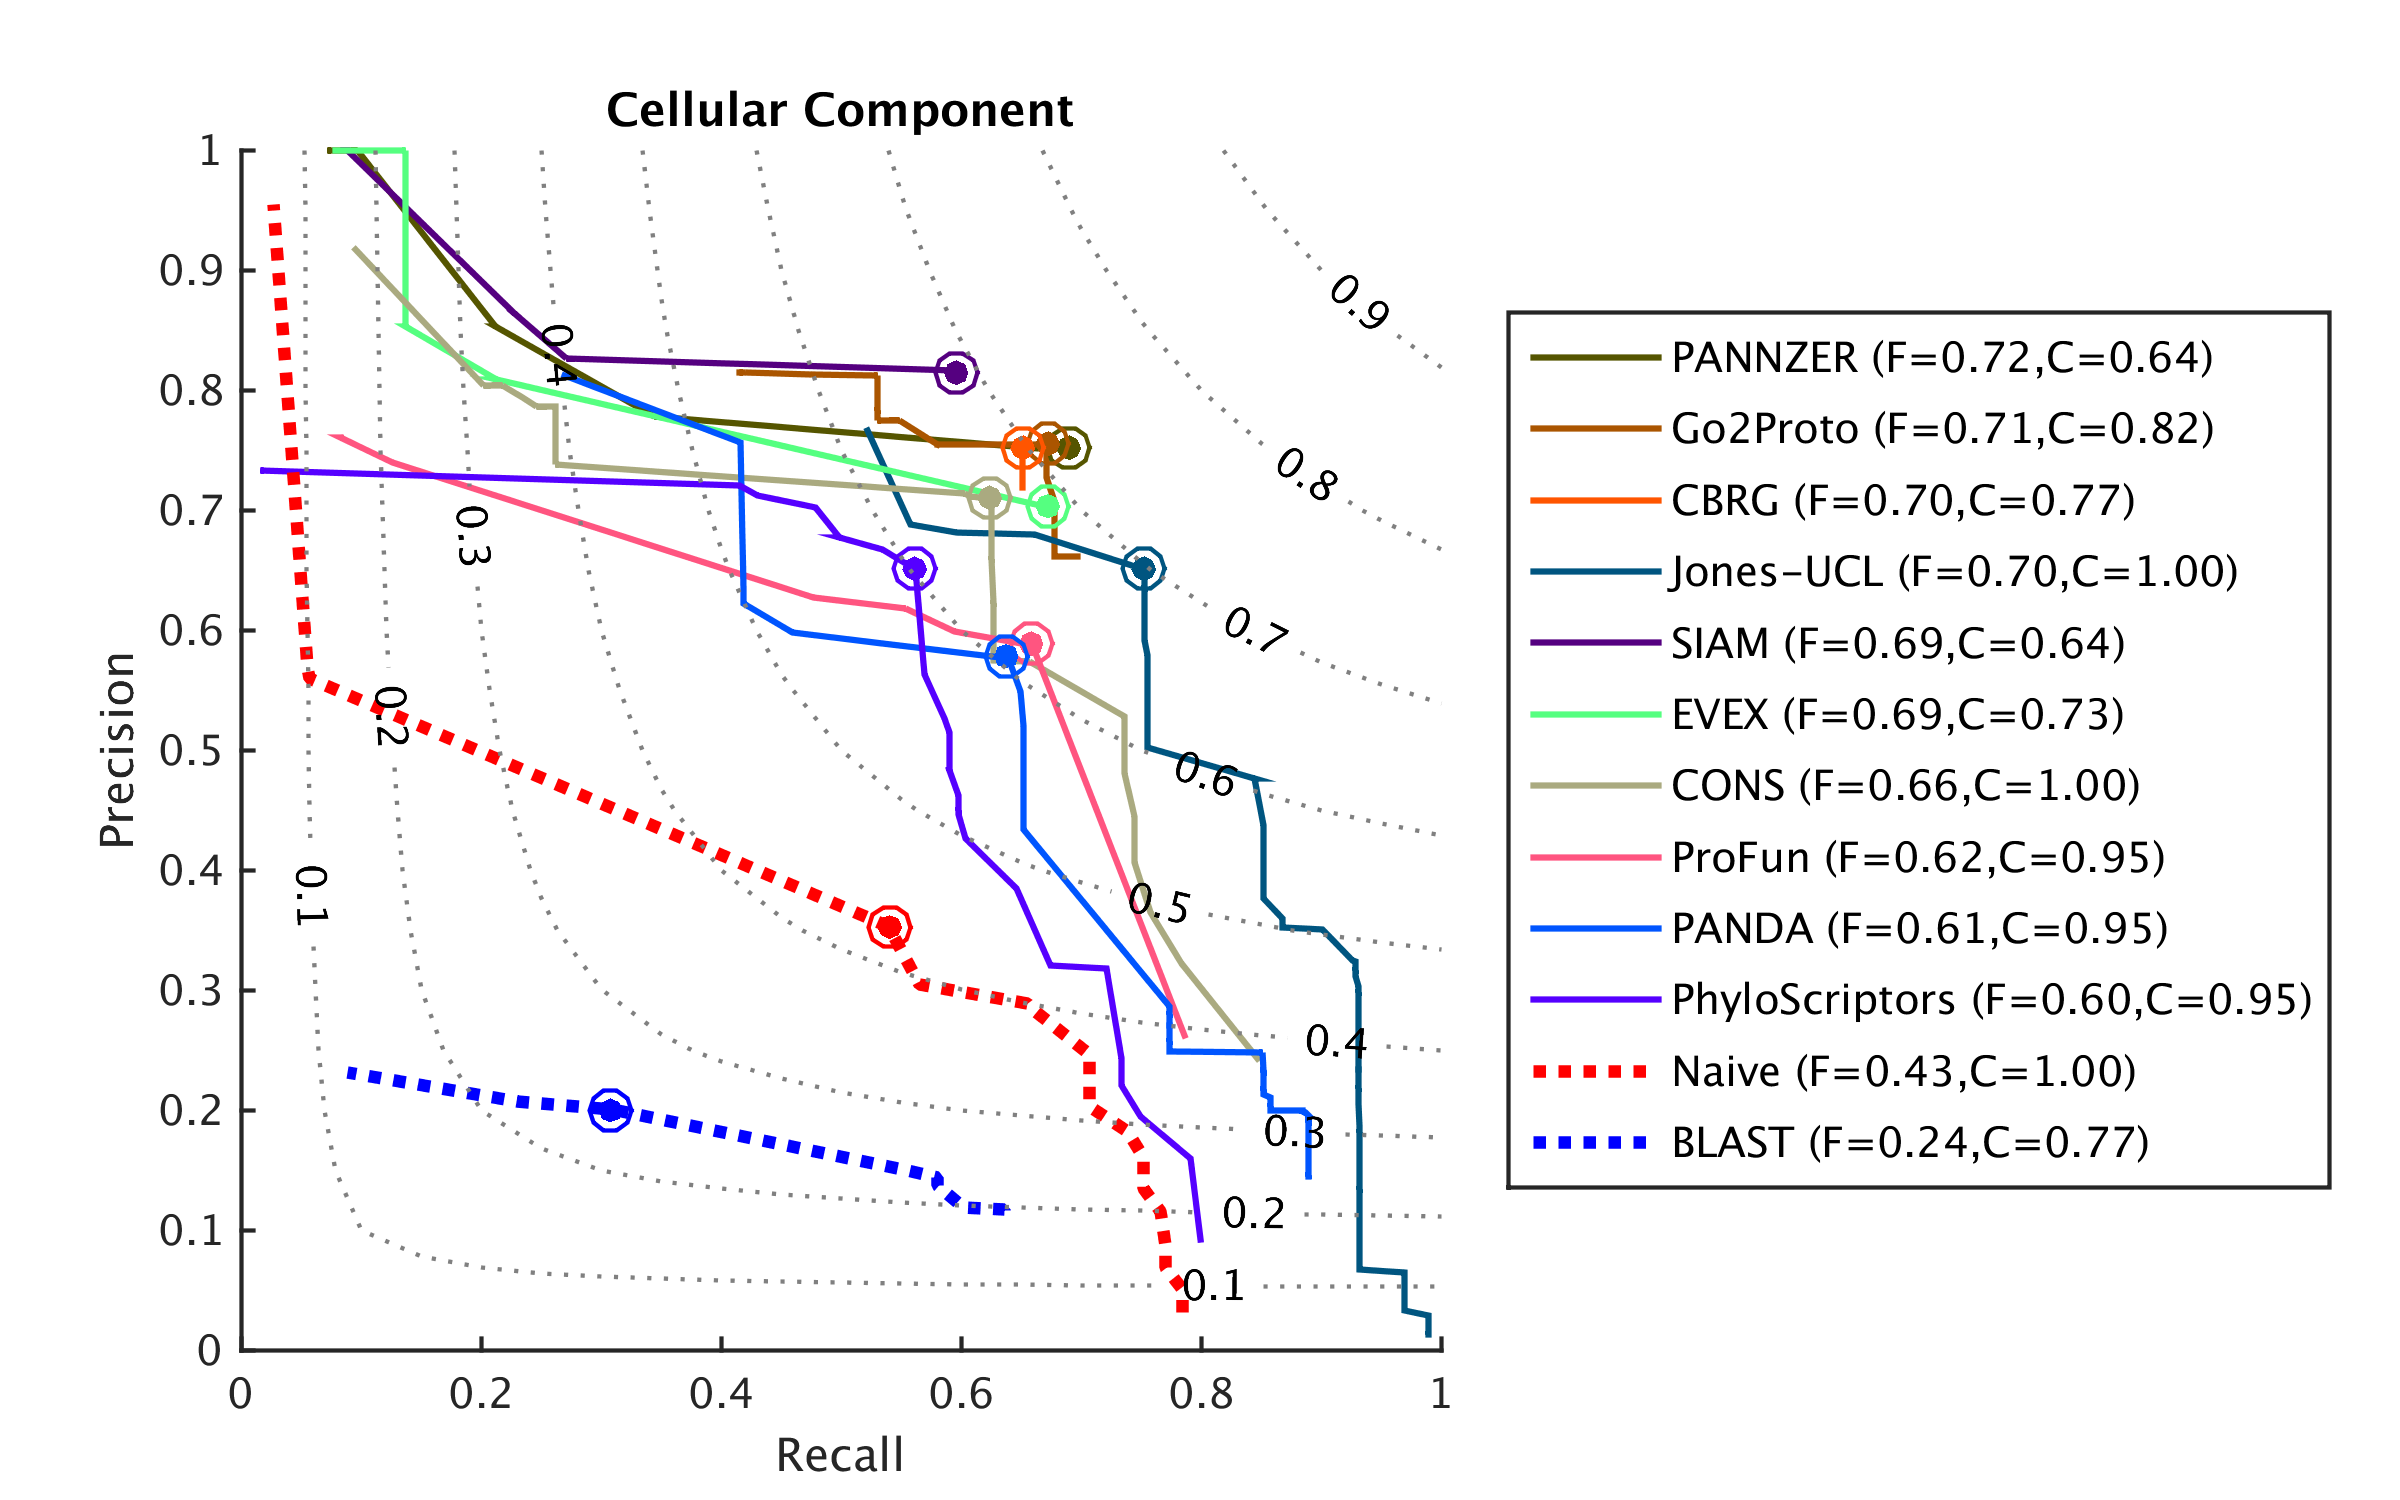 Cellular Component
1
0.9
0.8
0.7
0.6
0.5
0.4
0.3
0.2
0.1
0
Precision
0
0.2
0.4
0.6
0.8
1
Recall
0.9
0.8
0.7
0.6
0.5
0.4
0.3
0.2
0.1
0.4
0.3
0.2
0.1
PANNZER (F=0.72,C=0.64)
Go2Proto (F=0.71,C=0.82)
CBRG (F=0.70,C=0.77)
Jones-UCL (F=0.70,C=1.00)
SIAM (F=0.69,C=0.64)
EVEX (F=0.69,C=0.73)
CONS (F=0.66,C=1.00)
ProFun (F=0.62,C=0.95)
PANDA (F=0.61,C=0.95)
PhyloScriptors (F=0.60,C=0.95)
Naive (F=0.43,C=1.00)
BLAST (F=0.24,C=0.77)